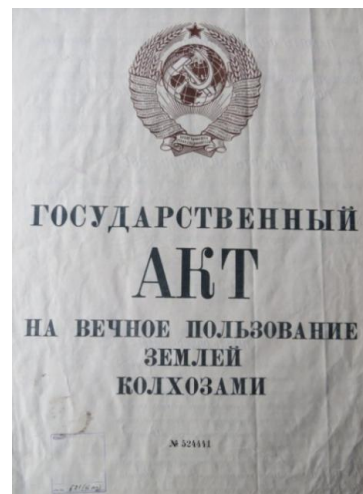 ГОСУДАРСТВЕННЫЙ
АКТ
НА ВЕЧНОЕ ПОЛЬЗОВАНИЕ
ЗЕМЛЕЙ
КОЛХОЗАМИ
№ 524441